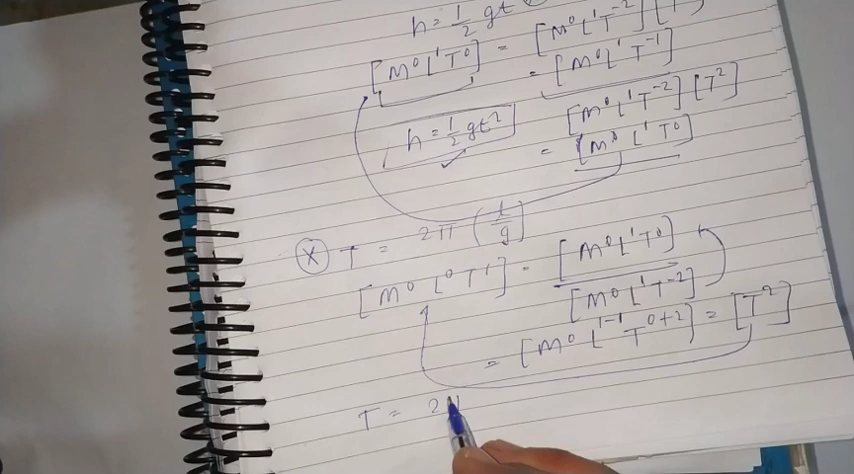 h = 1/2 gt
[M⁰L¹T⁰] = [M⁰L¹T⁻²][T]
= [M⁰L¹T⁻¹]
h = 1/2 gt² ✓ [M⁰L¹T⁻²][T²]
= [M⁰L¹T⁰]
Ⓧ T = 2π (l/g)
[M⁰L⁰T¹] = [M⁰L¹T⁰] / [M⁰L¹T⁻²]
= [M⁰L¹⁻¹T⁰⁺²] = [T²]
T = 2π